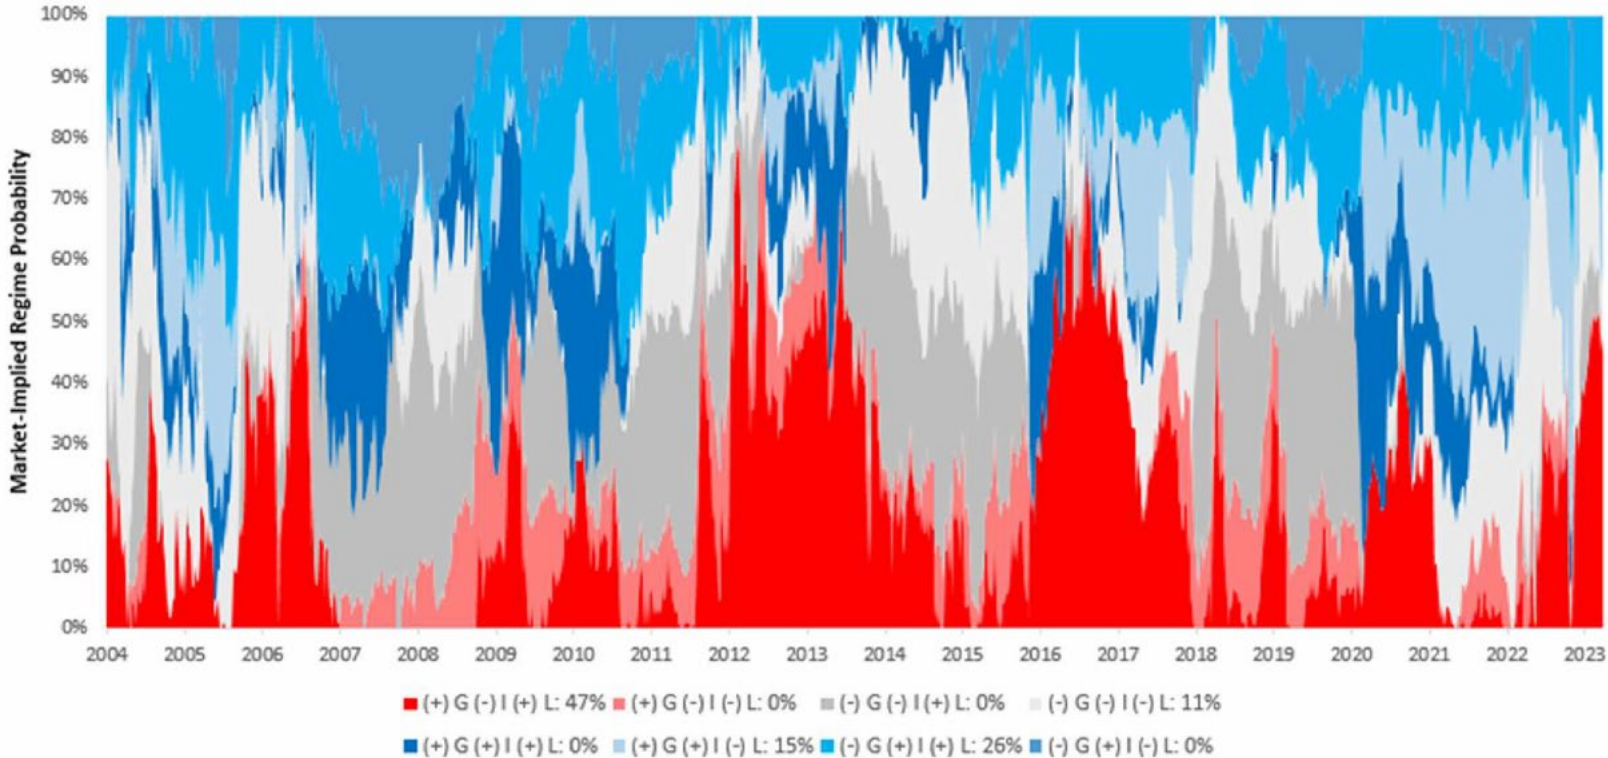 100%
90%
80%
70%
60%
50%
40%
30%
20%
10%
0%
Market-Implied Regime Probability
2004 2005 2006 2007 2008 2009 2010 2011 2012 2013 2014 2015 2016 2017 2018 2019 2020 2021 2022 2023
(+) G (-) I (+) L: 47% (+) G (-) I (-) L: 0% (-) G (-) I (+) L: 0% (-) G (-) I (-) L: 11%
(+) G (+) I (+) L: 0% (+) G (+) I (-) L: 15% (-) G (+) I (+) L: 26% (-) G (+) I (-) L: 0%